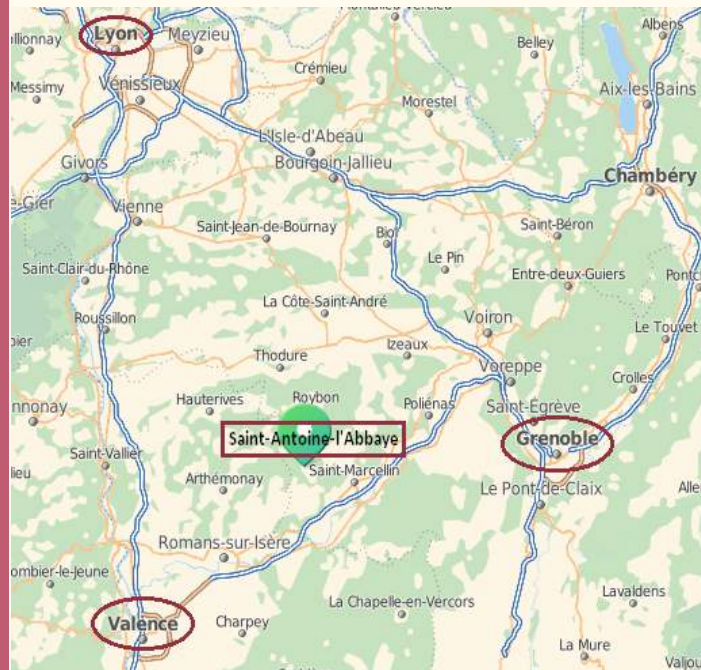 Albens
Lyon
Meyzieu
Belley
Crémieu
Aix-les-Bains
Messimy
Vénissieux
Morestel
L'Isle-d'Abeau
Givors
Bourgoin-Jallieu
Chambéry
Vienne
Saint-Jean-de-Bournay
Saint-Béron
Le Pin
Saint-Clair-du-Rhône
Entre-deux-Guiers
La Côte-Saint-André
Roussillon
Voiron
Le Touvet
Izeaux
Thodure
Voreppe
Crolles
Hauterives
Roybon
Poliénas
Saint-Égrève
Saint-Antoine-l'Abbaye
Grenoble
Saint-Vallier
Saint-Marcellin
Arthémonay
Le Pont-de-Claix
Romans-sur-Isère
Lavaldens
La Chapelle-en-Vercors
Valence
Charpey
La Mure